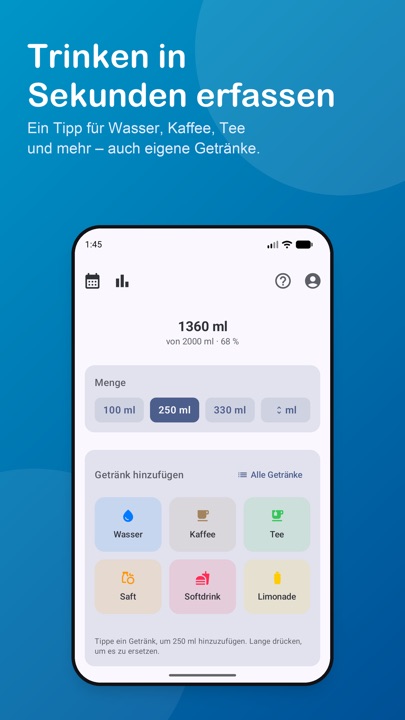 Trinken in
Sekunden erfassen
Ein Tipp für Wasser, Kaffee, Tee
und mehr – auch eigene Getränke.
1:45
1360 ml
von 2000 ml · 68 %
Menge
100 ml
250 ml
330 ml
ml
Getränk hinzufügen
Alle Getränke
Wasser
Kaffee
Tee
Saft
Softdrink
Limonade
Tippe ein Getränk, um 250 ml hinzuzufügen. Lange drücken,
um es zu ersetzen.